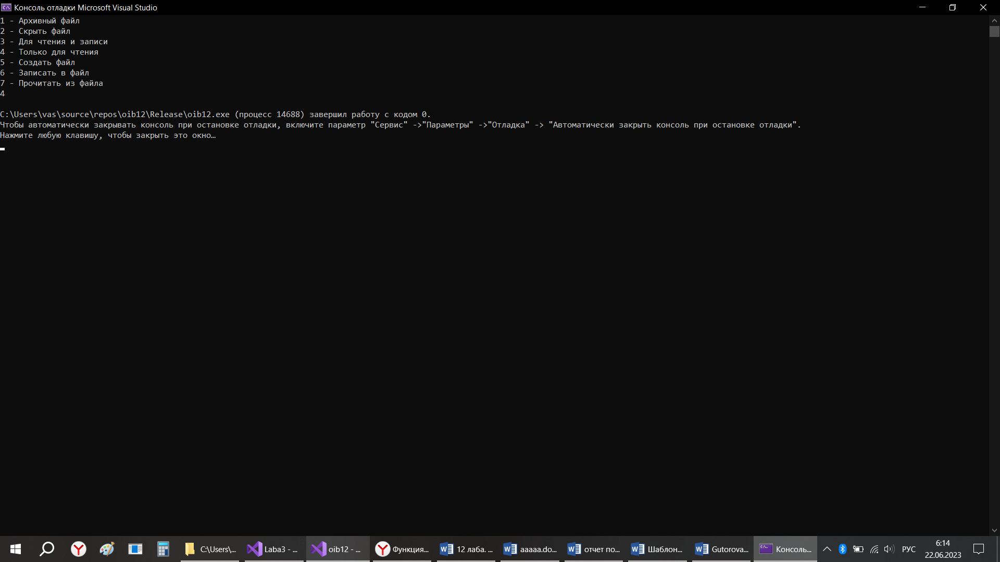 Консоль отладки Microsoft Visual Studio
1 - Архивный файл
2 - Скрыть файл
3 - Для чтения и записи
4 - Только для чтения
5 - Создать файл
6 - Записать в файл
7 - Прочитать из файла
4
C:\Users\vas\source\repos\oib12\Release\oib12.exe (процесс 14688) завершил работу с кодом 0.
Чтобы автоматически закрывать консоль при остановке отладки, включите параметр "Сервис" ->"Параметры" ->"Отладка" -> "Автоматически закрыть консоль при остановке отладки".
Нажмите любую клавишу, чтобы закрыть это окно…
C:\Users\...
Laba3 - ...
oib12 - ...
Функция...
12 лаба. ...
aaaaa.do...
отчет по...
Шаблон...
Gutorova...
Консоль...
РУС
6:14
22.06.2023